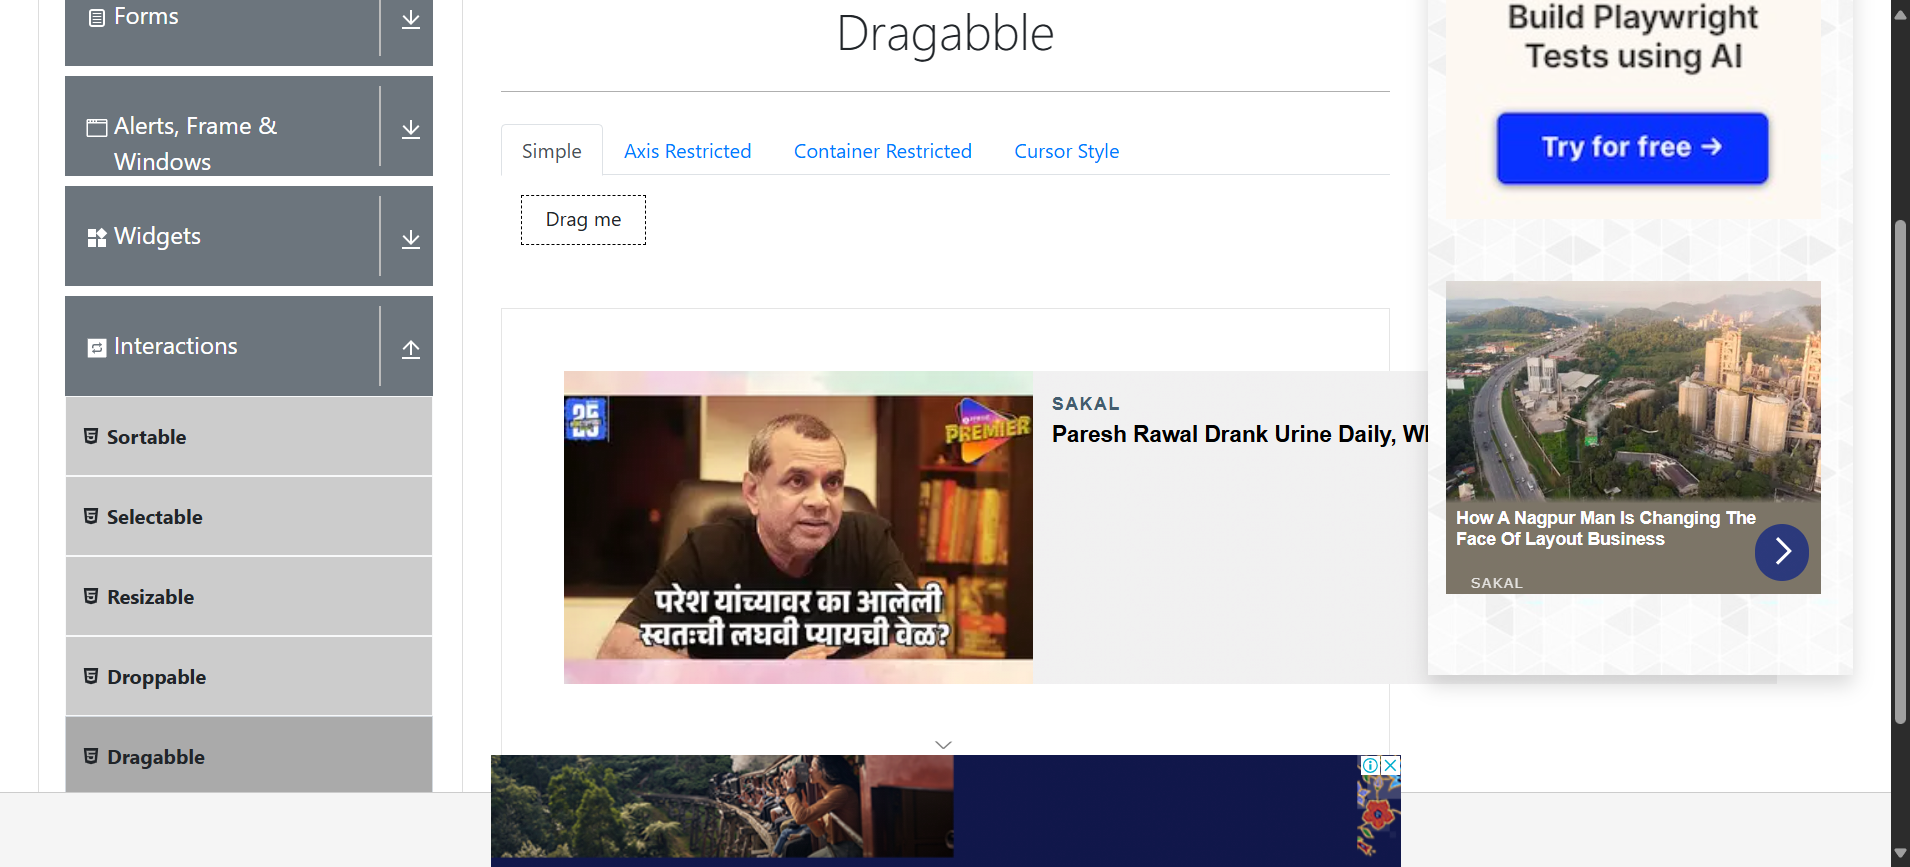 Forms
Alerts, Frame &
Windows
Widgets
Interactions
Sortable
Selectable
Resizable
Droppable
Dragabble
Dragabble
Simple
Axis Restricted
Container Restricted
Cursor Style
Drag me
25
PREMIER
परेश यांच्यावर का आलेली
स्वतःची लघवी प्यायची वेळ?
SAKAL
Paresh Rawal Drank Urine Daily, Wl
Build Playwright
Tests using AI
Try for free →
How A Nagpur Man Is Changing The
Face Of Layout Business
SAKAL